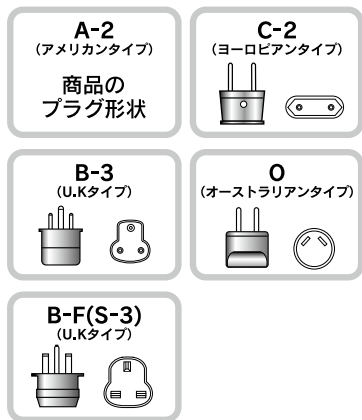 A-2
(アメリカンタイプ)
商品の
プラグ形状
C-2
(ヨーロピアンタイプ)
B-3
(U.Kタイプ)
O
(オーストラリアンタイプ)
B-F(S-3)
(U.Kタイプ)